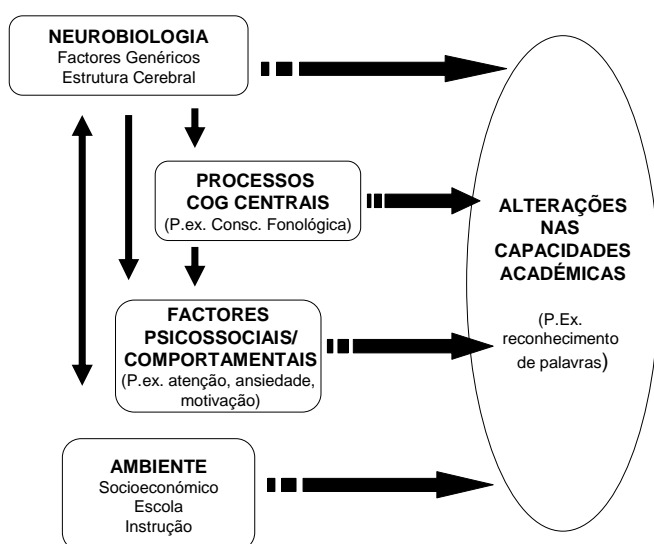 NEUROBIOLOGIA
Factores Genéricos
Estrutura Cerebral
PROCESSOS
COG CENTRAIS
(P.ex. Consc. Fonológica)
FACTORES
PSICOSSOCIAIS/
COMPORTAMENTAIS
(P.ex. atenção, ansiedade,
motivação)
AMBIENTE
Socioeconómico
Escola
Instrução
ALTERAÇÕES
NAS
CAPACIDADES
ACADÉMICAS
(P.Ex.
reconhecimento
de palavras)